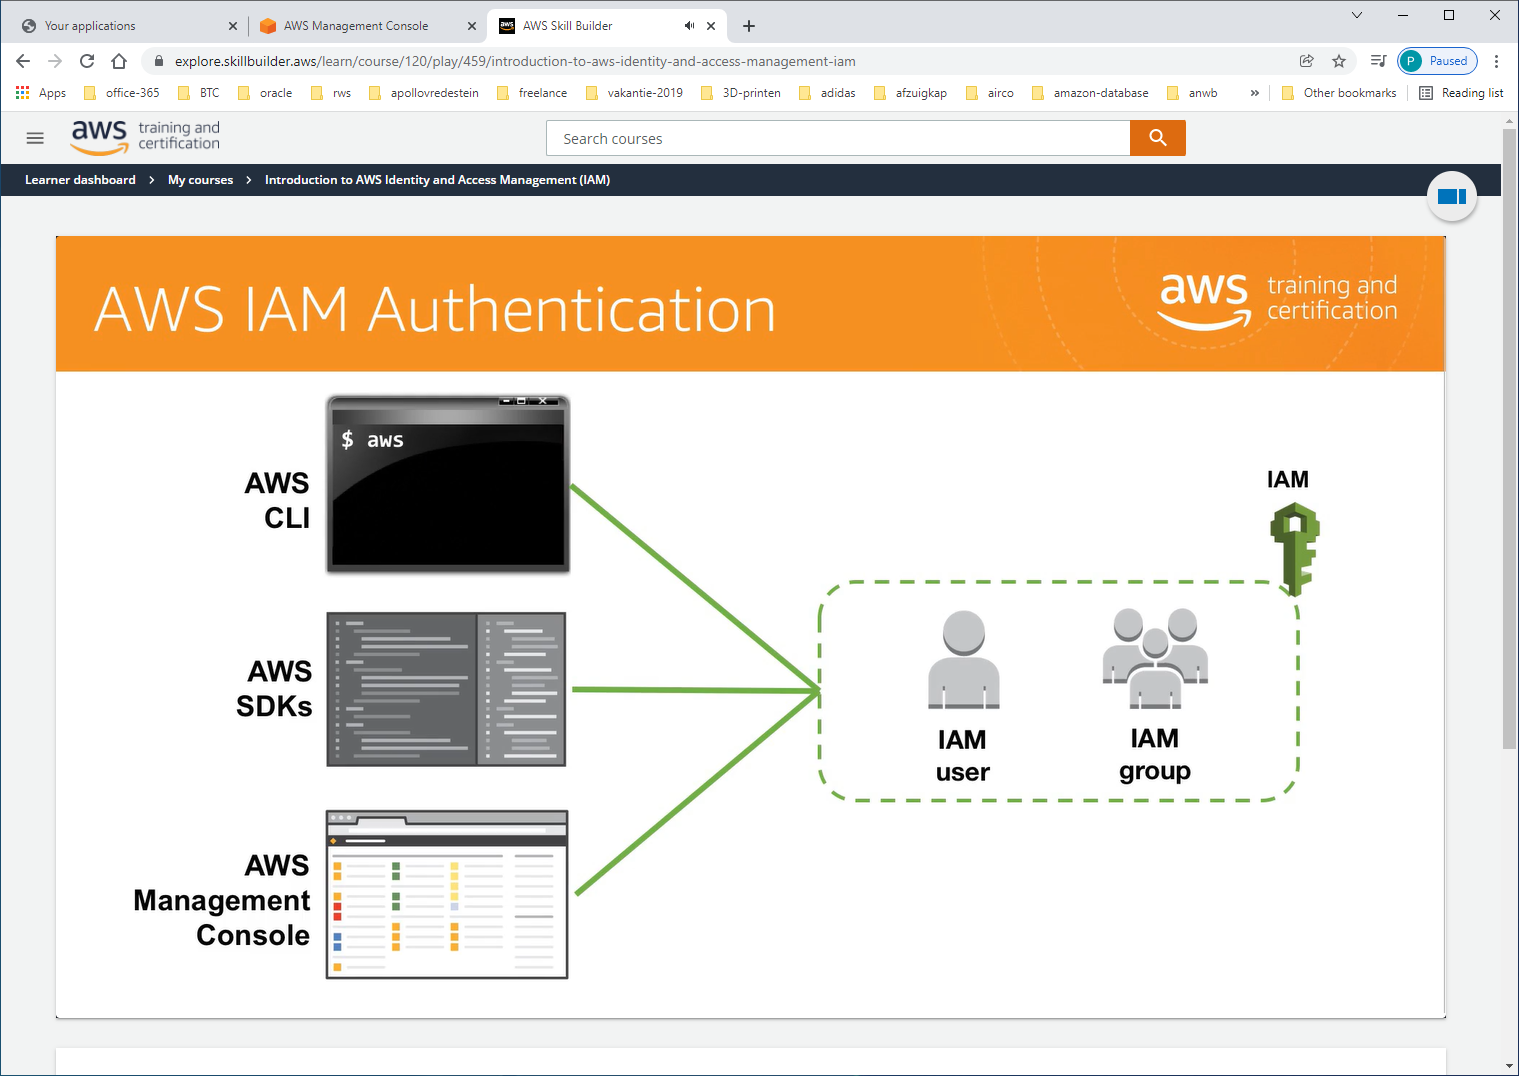 Your applications
AWS Management Console
aws
AWS Skill Builder
explore.skillbuilder.aws/learn/course/120/play/459/introduction-to-aws-identity-and-access-management-iam
P Paused
Apps office-365 BTC oracle rws apollovredestein freelance vakantie-2019 3D-printen adidas afzuigkap airco amazon-database anwb » Other bookmarks Reading list
aws training and
certification
Search courses
Learner dashboard > My courses > Introduction to AWS Identity and Access Management (IAM)
AWS IAM Authentication
aws training and
certification
$ aws
AWS
CLI
IAM
AWS
SDKs
IAM
user
IAM
group
AWS
Management
Console